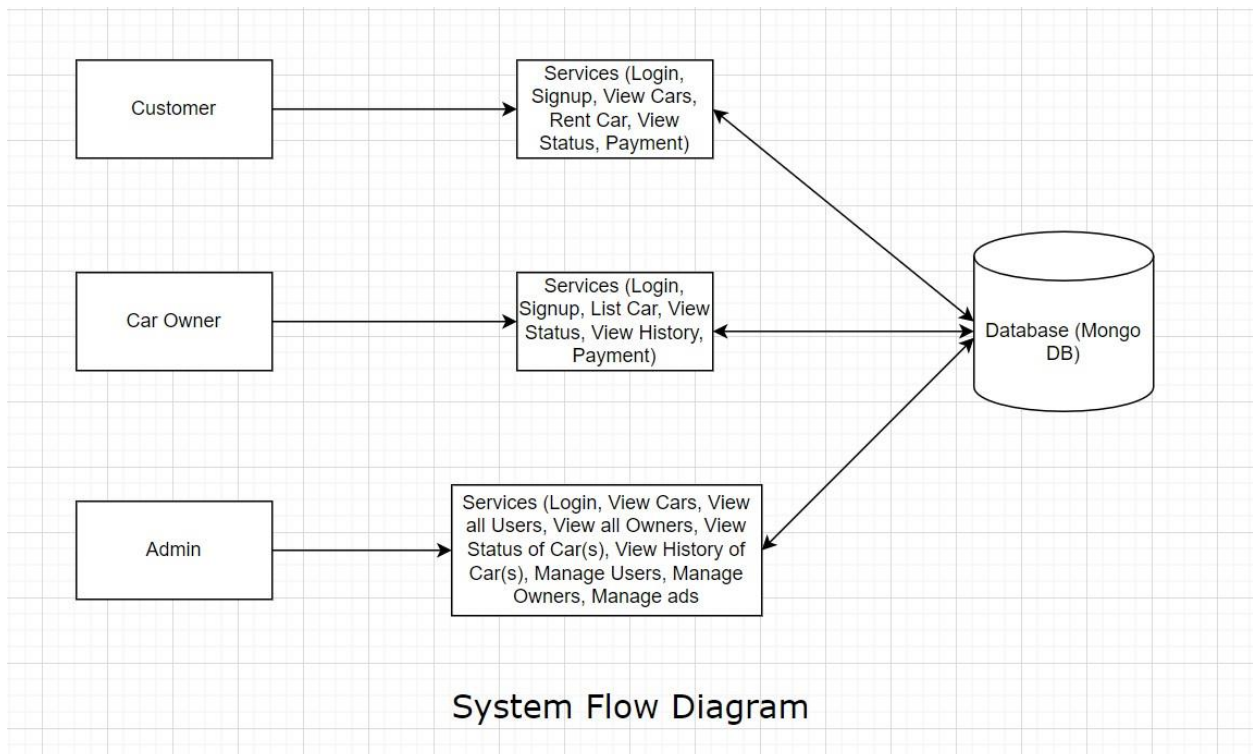 Customer
Services (Login,
Signup, View Cars,
Rent Car, View
Status, Payment)
Car Owner
Services (Login,
Signup, List Car, View
Status, View History,
Payment)
Database (Mongo
DB)
Admin
Services (Login, View Cars, View
all Users, View all Owners, View
Status of Car(s), View History of
Car(s), Manage Users, Manage
Owners, Manage ads
System Flow Diagram